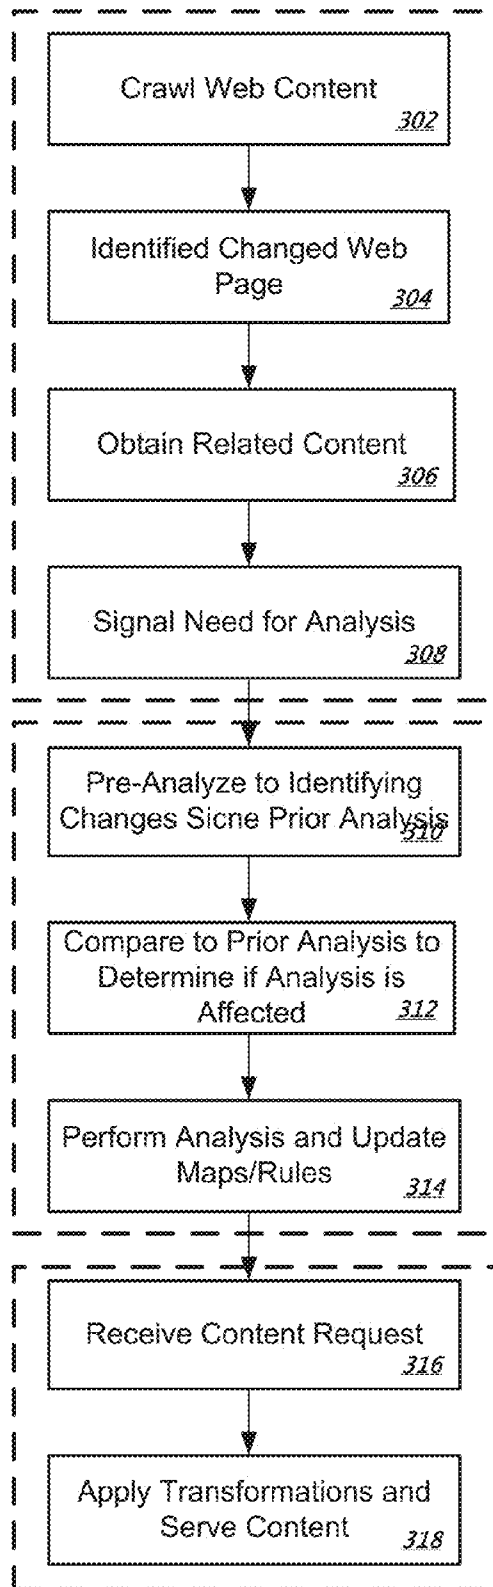 Crawl Web Content
302
Identified Changed Web
Page
304
Obtain Related Content
306
Signal Need for Analysis
308
Pre-Analyze to Identifying
Changes Sicne Prior Analysis
310
Compare to Prior Analysis to
Determine if Analysis is
Affected
312
Perform Analysis and Update
Maps/Rules
314
Receive Content Request
316
Apply Transformations and
Serve Content
318